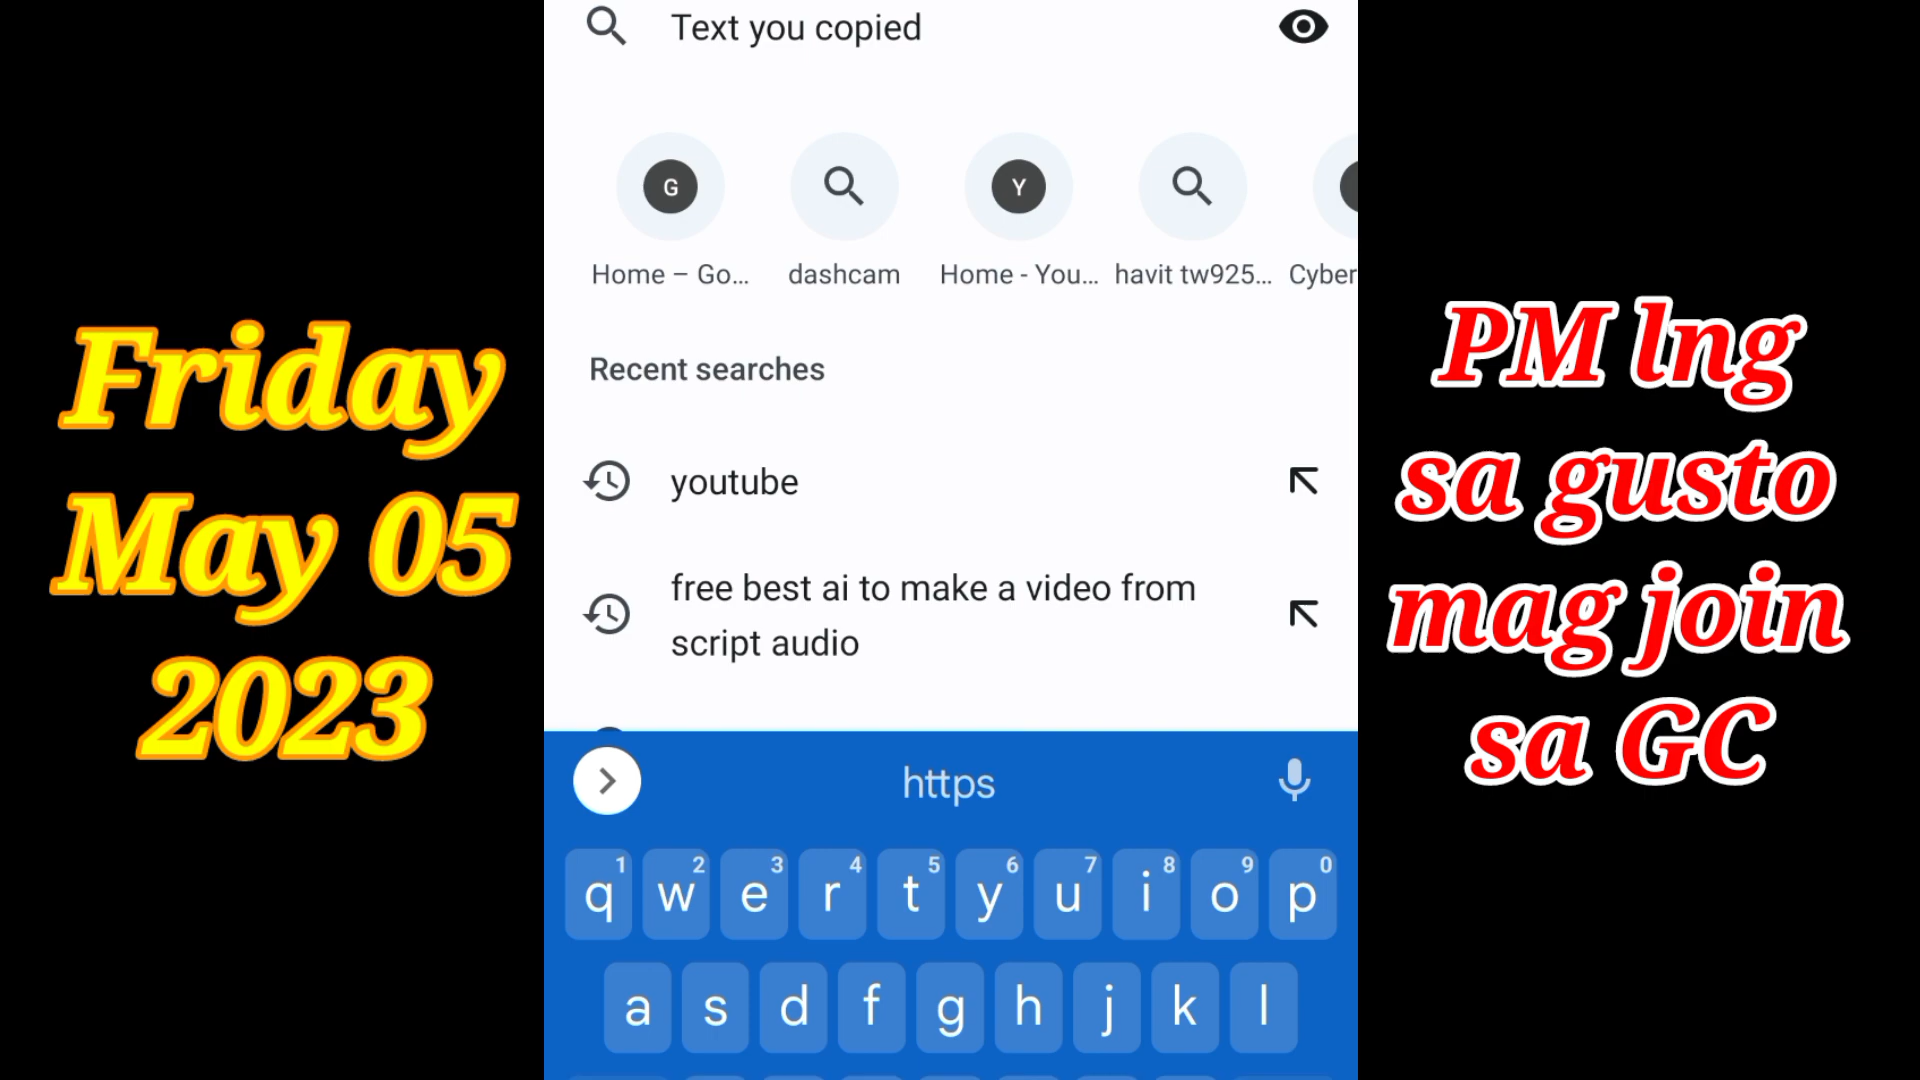 Friday
May 05
2023
Text you copied
G
Y
Home – Go...
dashcam
Home - You...
havit tw925...
Cyber
Recent searches
youtube
free best ai to make a video from
script audio
https
1 2 3 4 5 6 7 8 9 0
q w e r t y u i o p
a s d f g h j k l
PM lng
sa gusto
mag join
sa GC